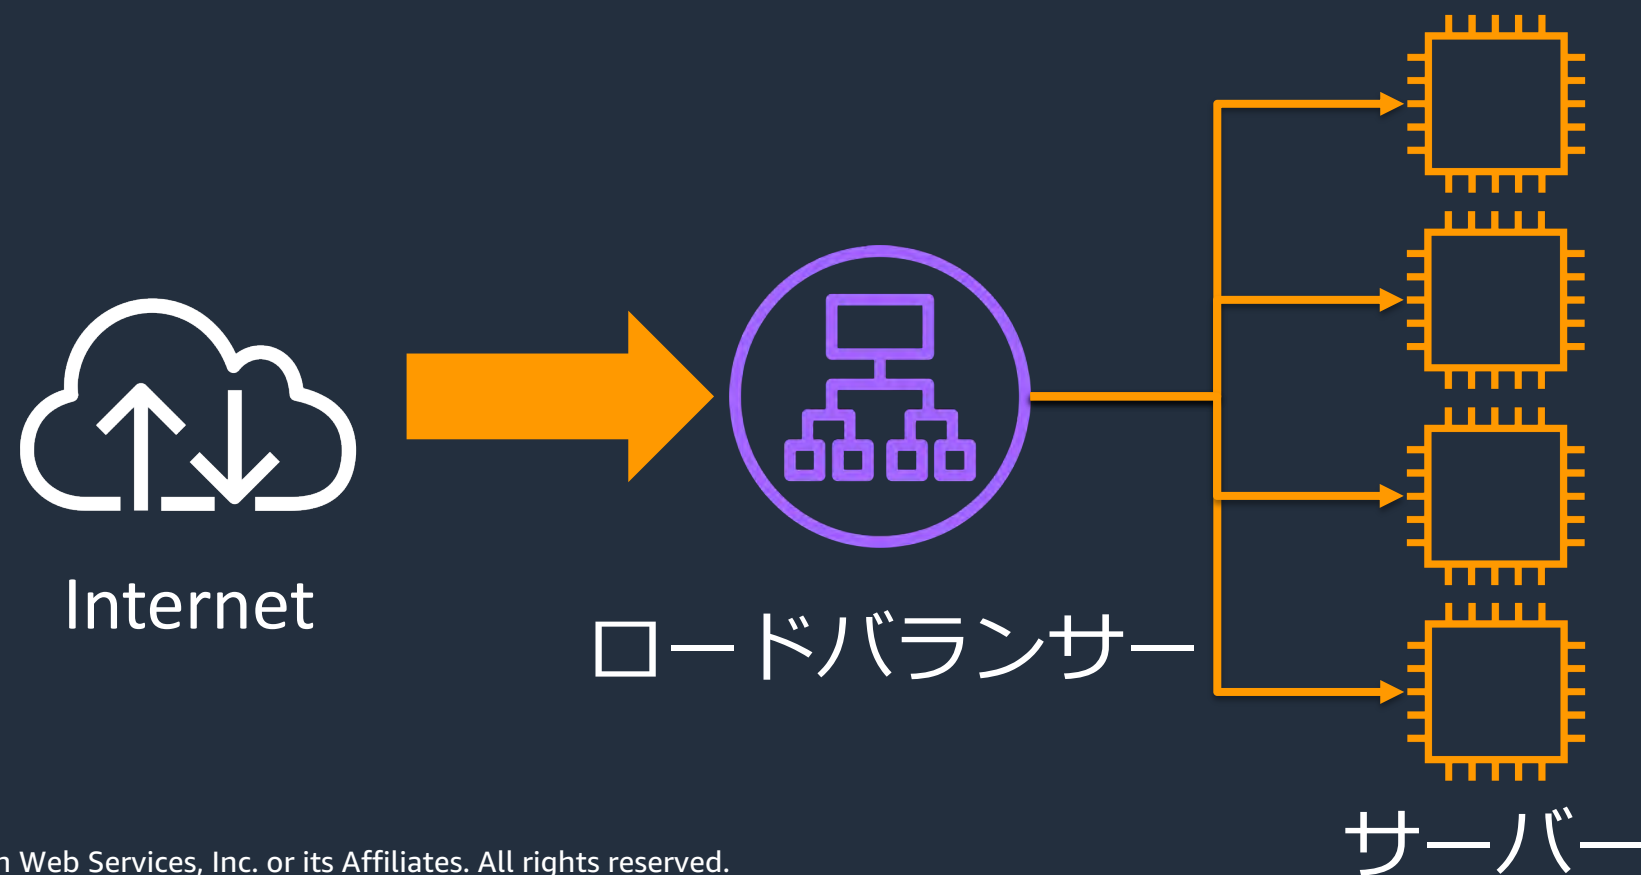 Internet
ロードバランサー
サーバー
Web Services, Inc. or its Affiliates. All rights reserved.